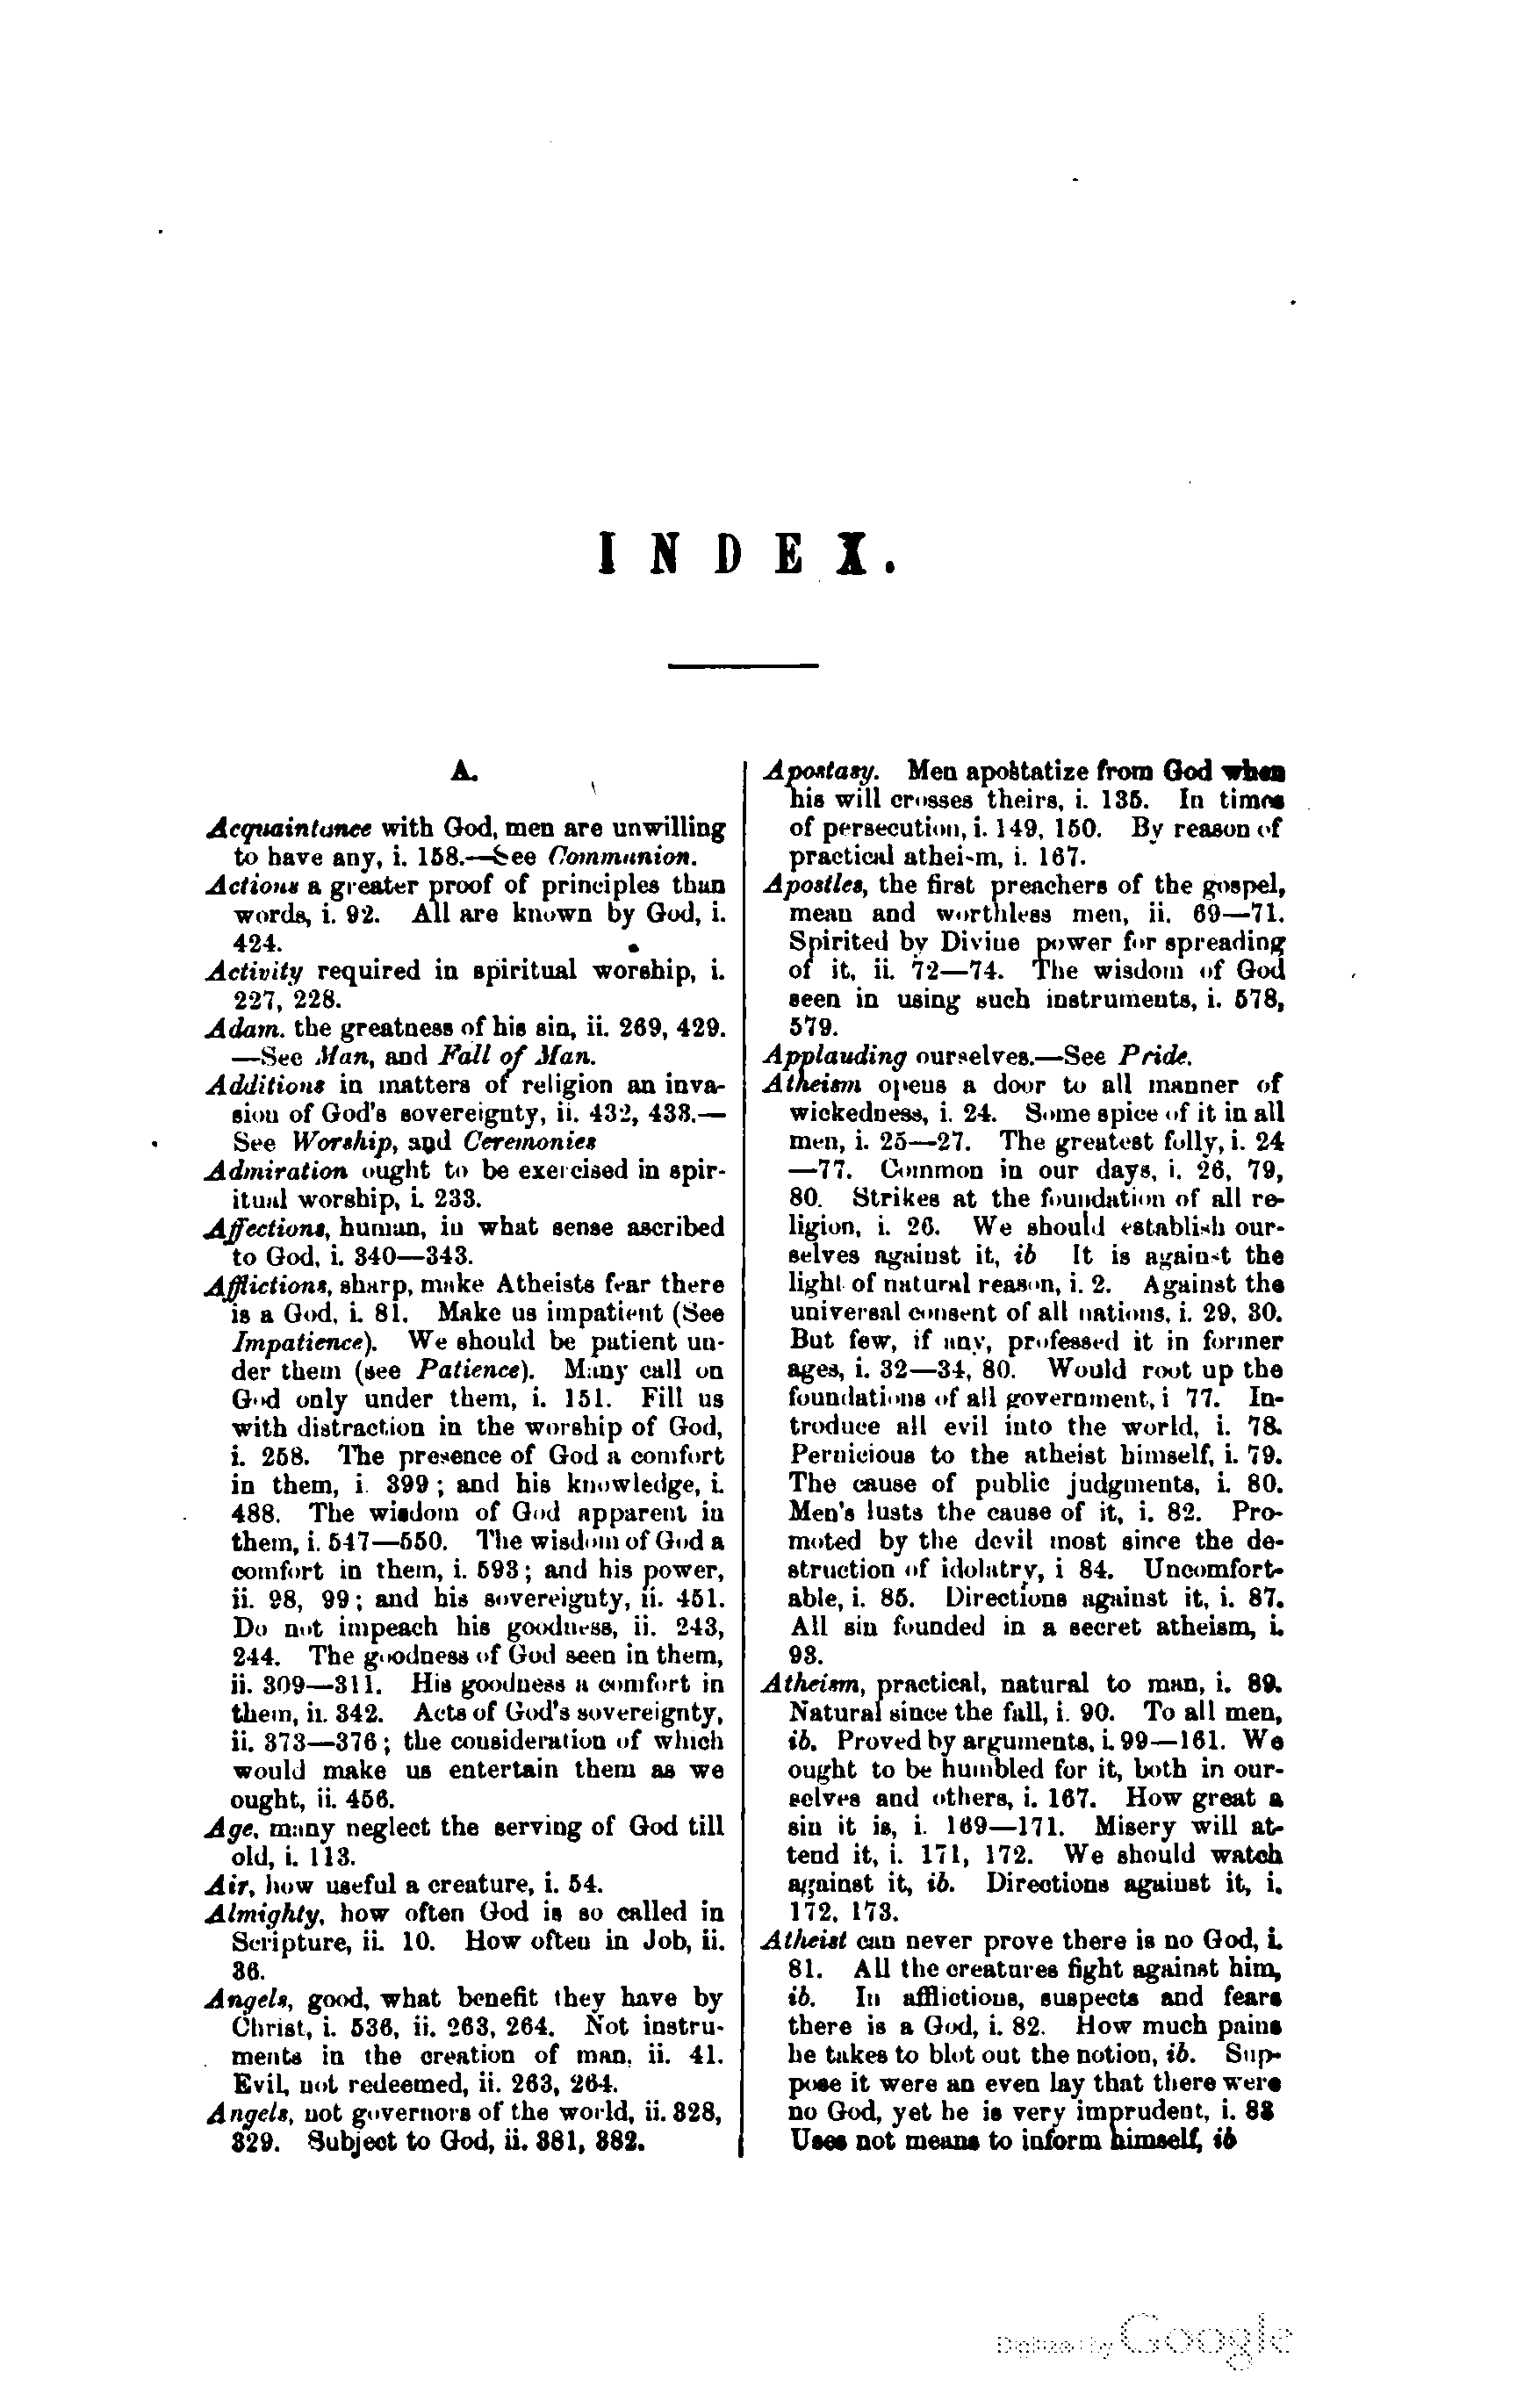 INDEX.
A.
Acquaintance with God, men are unwilling
to have any, i. 158.—See Communion.
Actions a greater proof of principles than
words, i. 92. All are known by God, i.
424.
Activity required in spiritual worship, i.
227, 228.
Adam. the greatness of his sin, ii. 269, 429.
—See Man, and Fall of Man.
Additions in matters of religion an inva-
sion of God's sovereignty, ii. 432, 433.—
See Worship, and Ceremonies
Admiration ought to be exercised in spir-
itual worship, i. 233.
Affections, human, in what sense ascribed
to God, i. 340—343.
Afflictions, sharp, make Atheists fear there
is a God, i. 81. Make us impatient (See
Impatience). We should be patient un-
der them (see Patience). Many call on
God only under them, i. 151. Fill us
with distraction in the worship of God,
i. 258. The presence of God a comfort
in them, i. 399; and his knowledge, i.
488. The wisdom of God apparent in
them, i. 547—550. The wisdom of God a
comfort in them, i. 593; and his power,
ii. 98, 99; and his sovereignty, ii. 451.
Do not impeach his goodness, ii. 243,
244. The goodness of God seen in them,
ii. 309—311. His goodness a comfort in
them, ii. 342. Acts of God's sovereignty,
ii. 373—376; the consideration of which
would make us entertain them as we
ought, ii. 456.
Age, many neglect the serving of God till
old, i. 113.
Air, how useful a creature, i. 54.
Almighty, how often God is so called in
Scripture, ii. 10. How often in Job, ii.
36.
Angels, good, what benefit they have by
Christ, i. 536, ii. 263, 264. Not instru-
ments in the creation of man, ii. 41.
Evil, not redeemed, ii. 263, 264.
Angels, not governors of the world, ii. 328,
329. Subject to God, ii. 381, 382.
Apostasy. Men apostatize from God when
his will crosses theirs, i. 135. In times
of persecution, i. 149, 150. By reason of
practical atheism, i. 167.
Apostles, the first preachers of the gospel,
mean and worthless men, ii. 69—71.
Spirited by Divine power for spreading
of it, ii. 72—74. The wisdom of God
seen in using such instruments, i. 578,
579.
Applauding ourselves.—See Pride.
Atheism opens a door to all manner of
wickedness, i. 24. Some spice of it in all
men, i. 25—27. The greatest folly, i. 24
—77. Common in our days, i. 26, 79,
80. Strikes at the foundation of all re-
ligion, i. 26. We should establish our-
selves against it, ib It is against the
light of natural reason, i. 2. Against the
universal consent of all nations, i. 29, 30.
But few, if any, professed it in former
ages, i. 32—34, 80. Would root up the
foundations of all government, i 77. In-
troduce all evil into the world, i. 78.
Pernicious to the atheist himself, i. 79.
The cause of public judgments, i. 80.
Men's lusts the cause of it, i. 82. Pro-
moted by the devil most since the de-
struction of idolatry, i 84. Uncomfort-
able, i. 85. Directions against it, i. 87.
All sin founded in a secret atheism, i.
93.
Atheism, practical, natural to man, i. 89.
Natural since the fall, i. 90. To all men,
ib. Proved by arguments, i. 99—161. We
ought to be humbled for it, both in our-
selves and others, i. 167. How great a
sin it is, i. 169—171. Misery will at-
tend it, i. 171, 172. We should watch
against it, ib. Directions against it, i.
172, 173.
Atheist can never prove there is no God, i.
81. All the creatures fight against him,
ib. In afflictions, suspects and fears
there is a God, i. 82. How much pains
he takes to blot out the notion, ib. Sup-
pose it were an even lay that there were
no God, yet he is very imprudent, i. 83
Uses not means to inform himself, ib
Digitized by Google